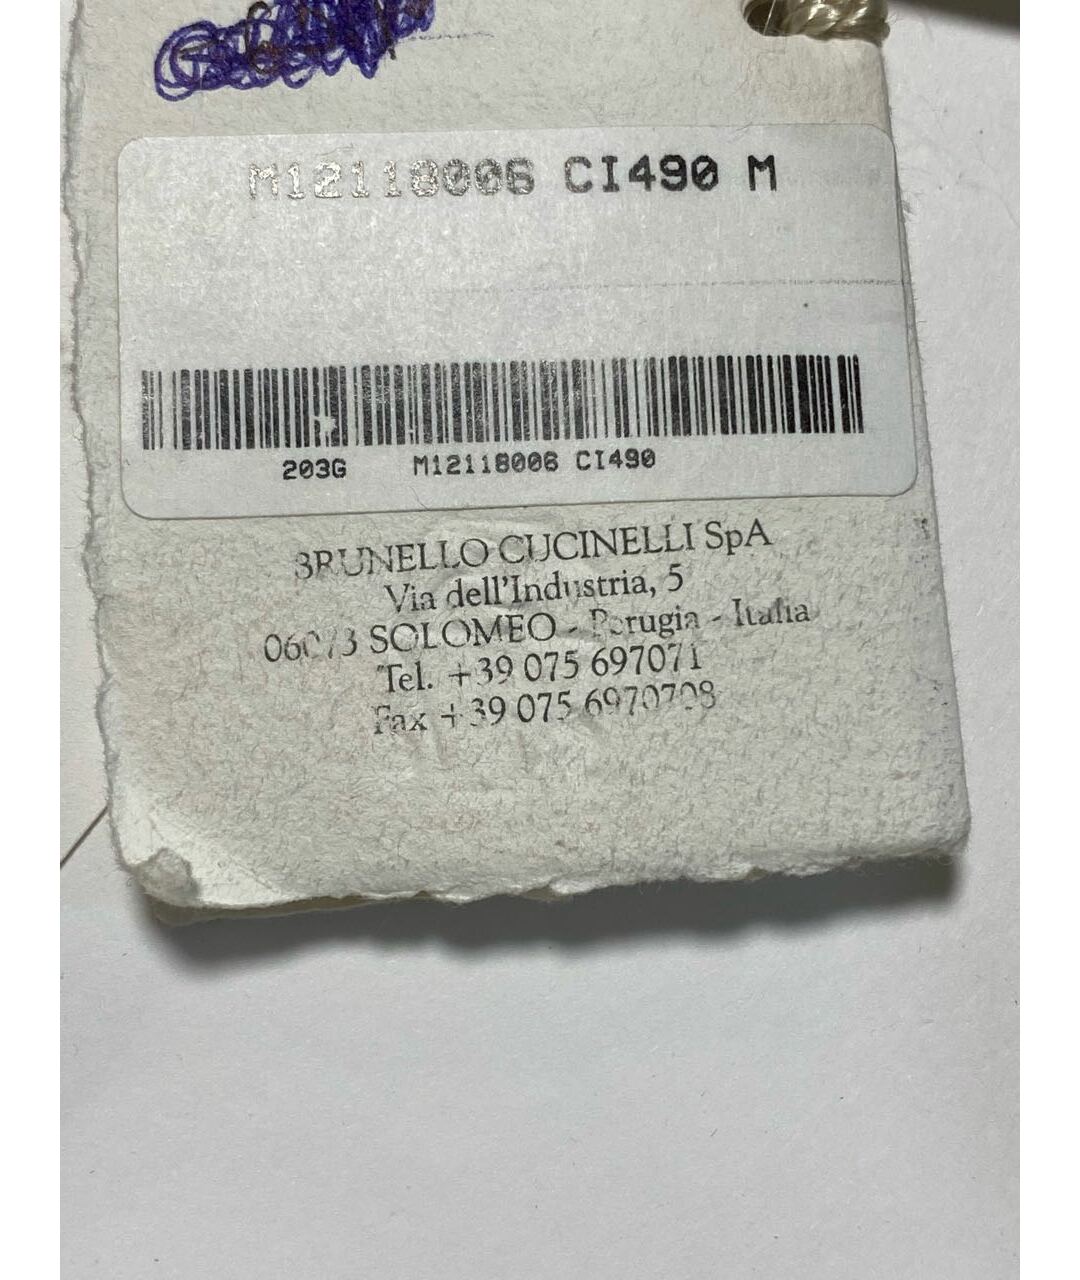 M12118006 CI490 M
203G M12118006 CI490
BRUNELLO CUCINELLI SpA
Via dell'Industria, 5
06073 SOLOMEO - Perugia - Italia
Tel. +39 075 697071
Fax +39 075 6970708